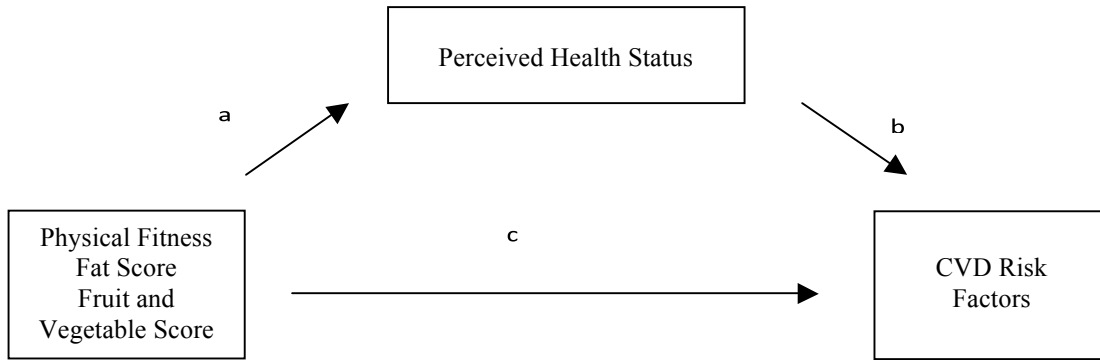 Perceived Health Status
a
b
Physical Fitness
Fat Score
Fruit and
Vegetable Score
c
CVD Risk
Factors